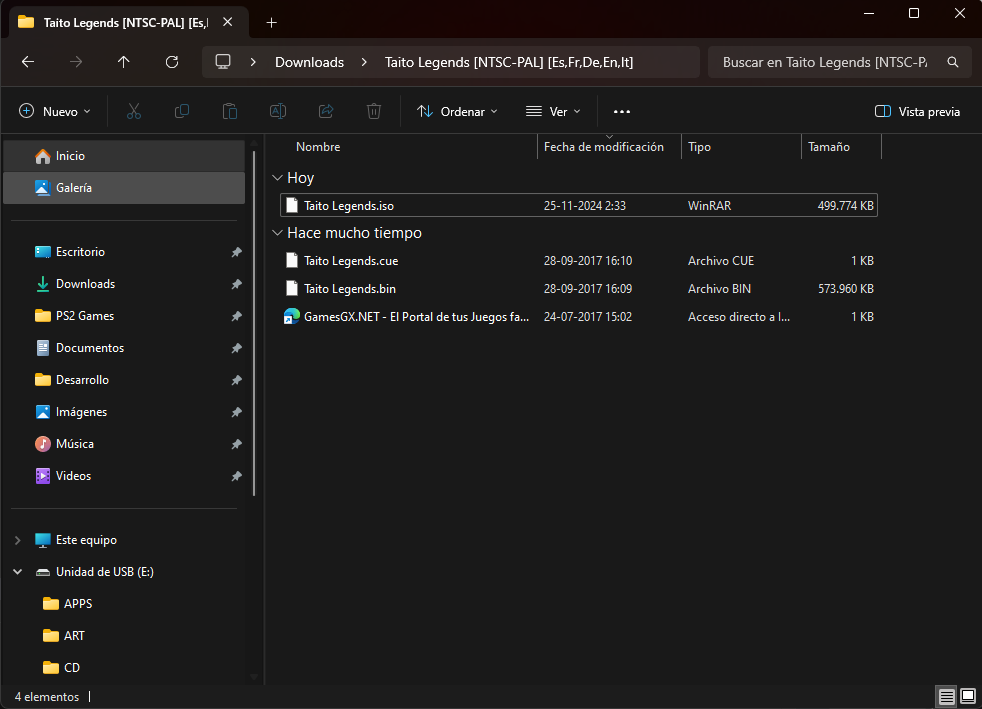 Taito Legends [NTSC-PAL] [Es,I
Downloads
Taito Legends [NTSC-PAL] [Es,Fr,De,En,It]
Buscar en Taito Legends [NTSC-P
Nuevo
Ordenar
Ver
Vista previa
Inicio
Galería
Escritorio
Downloads
PS2 Games
Documentos
Desarrollo
Imágenes
Música
Videos
Este equipo
Unidad de USB (E:)
APPS
ART
CD
Nombre Fecha de modificación Tipo Tamaño
Hoy
Taito Legends.iso 25-11-2024 2:33 WinRAR 499.774 KB
Hace mucho tiempo
Taito Legends.cue 28-09-2017 16:10 Archivo CUE 1 KB
Taito Legends.bin 28-09-2017 16:09 Archivo BIN 573.960 KB
GamesGX.NET - El Portal de tus Juegos fa... 24-07-2017 15:02 Acceso directo a I... 1 KB
4 elementos